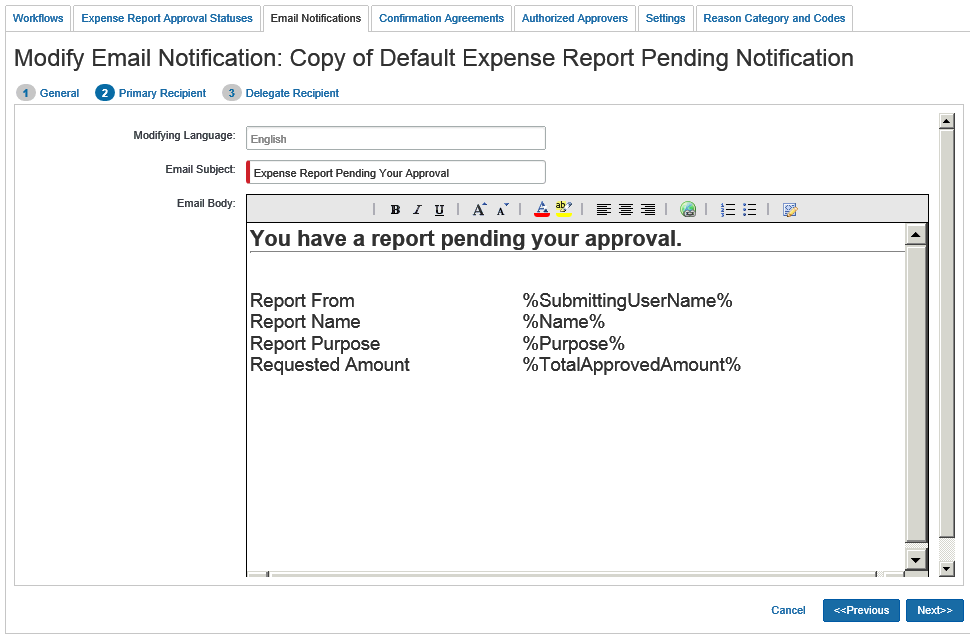 Workflows Expense Report Approval Statuses Email Notifications Confirmation Agreements Authorized Approvers Settings Reason Category and Codes
Modify Email Notification: Copy of Default Expense Report Pending Notification
1 General 2 Primary Recipient 3 Delegate Recipient
Modifying Language: English
Email Subject: Expense Report Pending Your Approval
Email Body:
B I U A A A ab
You have a report pending your approval.
Report From %SubmittingUserName%
Report Name %Name%
Report Purpose %Purpose%
Requested Amount %TotalApprovedAmount%
Cancel <<Previous Next>>